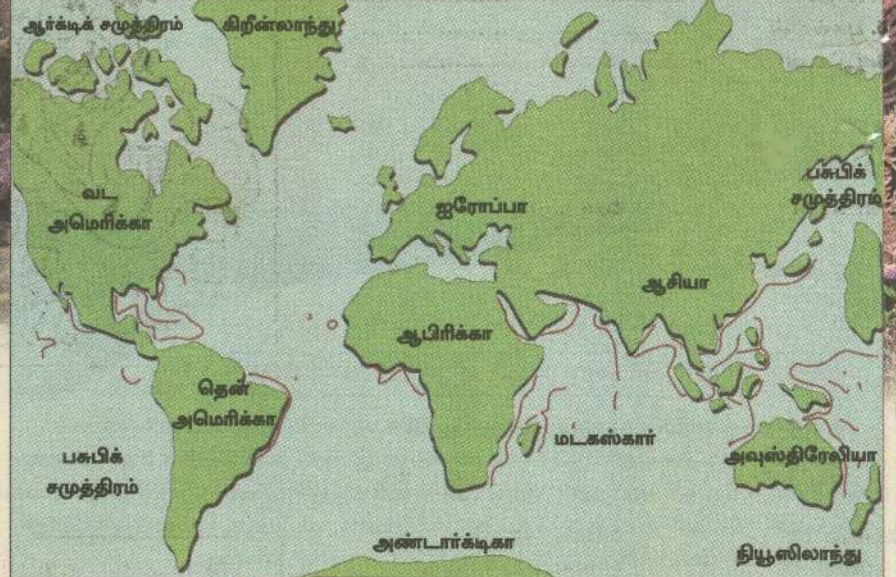 ஆர்க்டிக் சமுத்திரம்
கிறீன்லாந்து
வட
அமெரிக்கா
ஐரோப்பா
பசுபிக்
சமுத்திரம்
ஆசியா
ஆபிரிக்கா
தென்
அமெரிக்கா
மடகஸ்கார்
அவுஸ்திரேலியா
பசுபிக்
சமுத்திரம்
அண்டார்க்டிகா
நியூஸிலாந்து